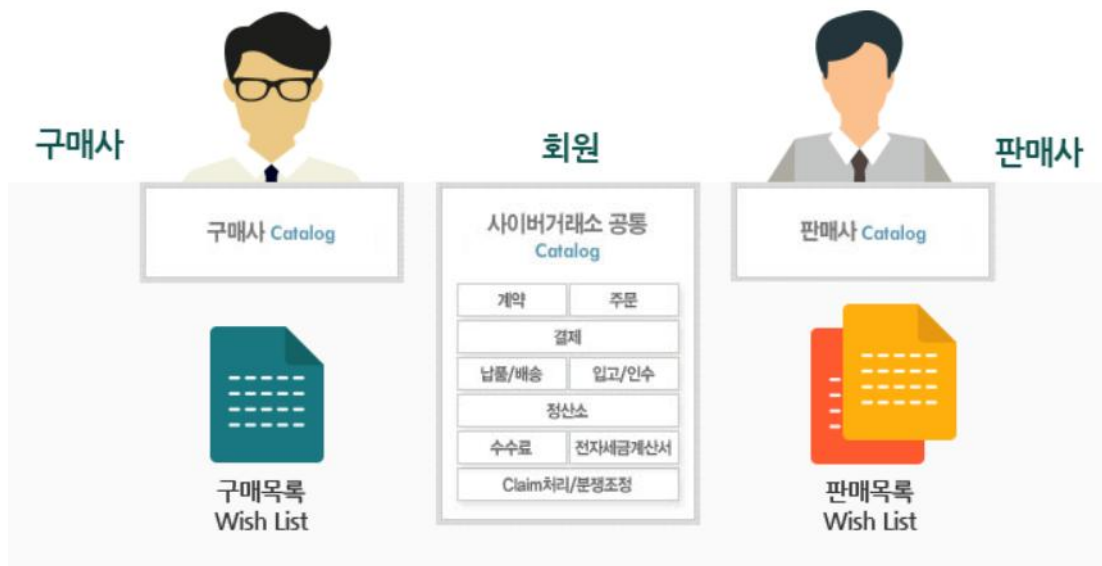 구매사
회원
판매사
구매사 Catalog
사이버거래소 공통
Catalog
판매사 Catalog
계약
주문
결제
납품/배송
입고/인수
정산소
수수료
전자세금계산서
Claim처리/분쟁조정
구매목록
Wish List
판매목록
Wish List